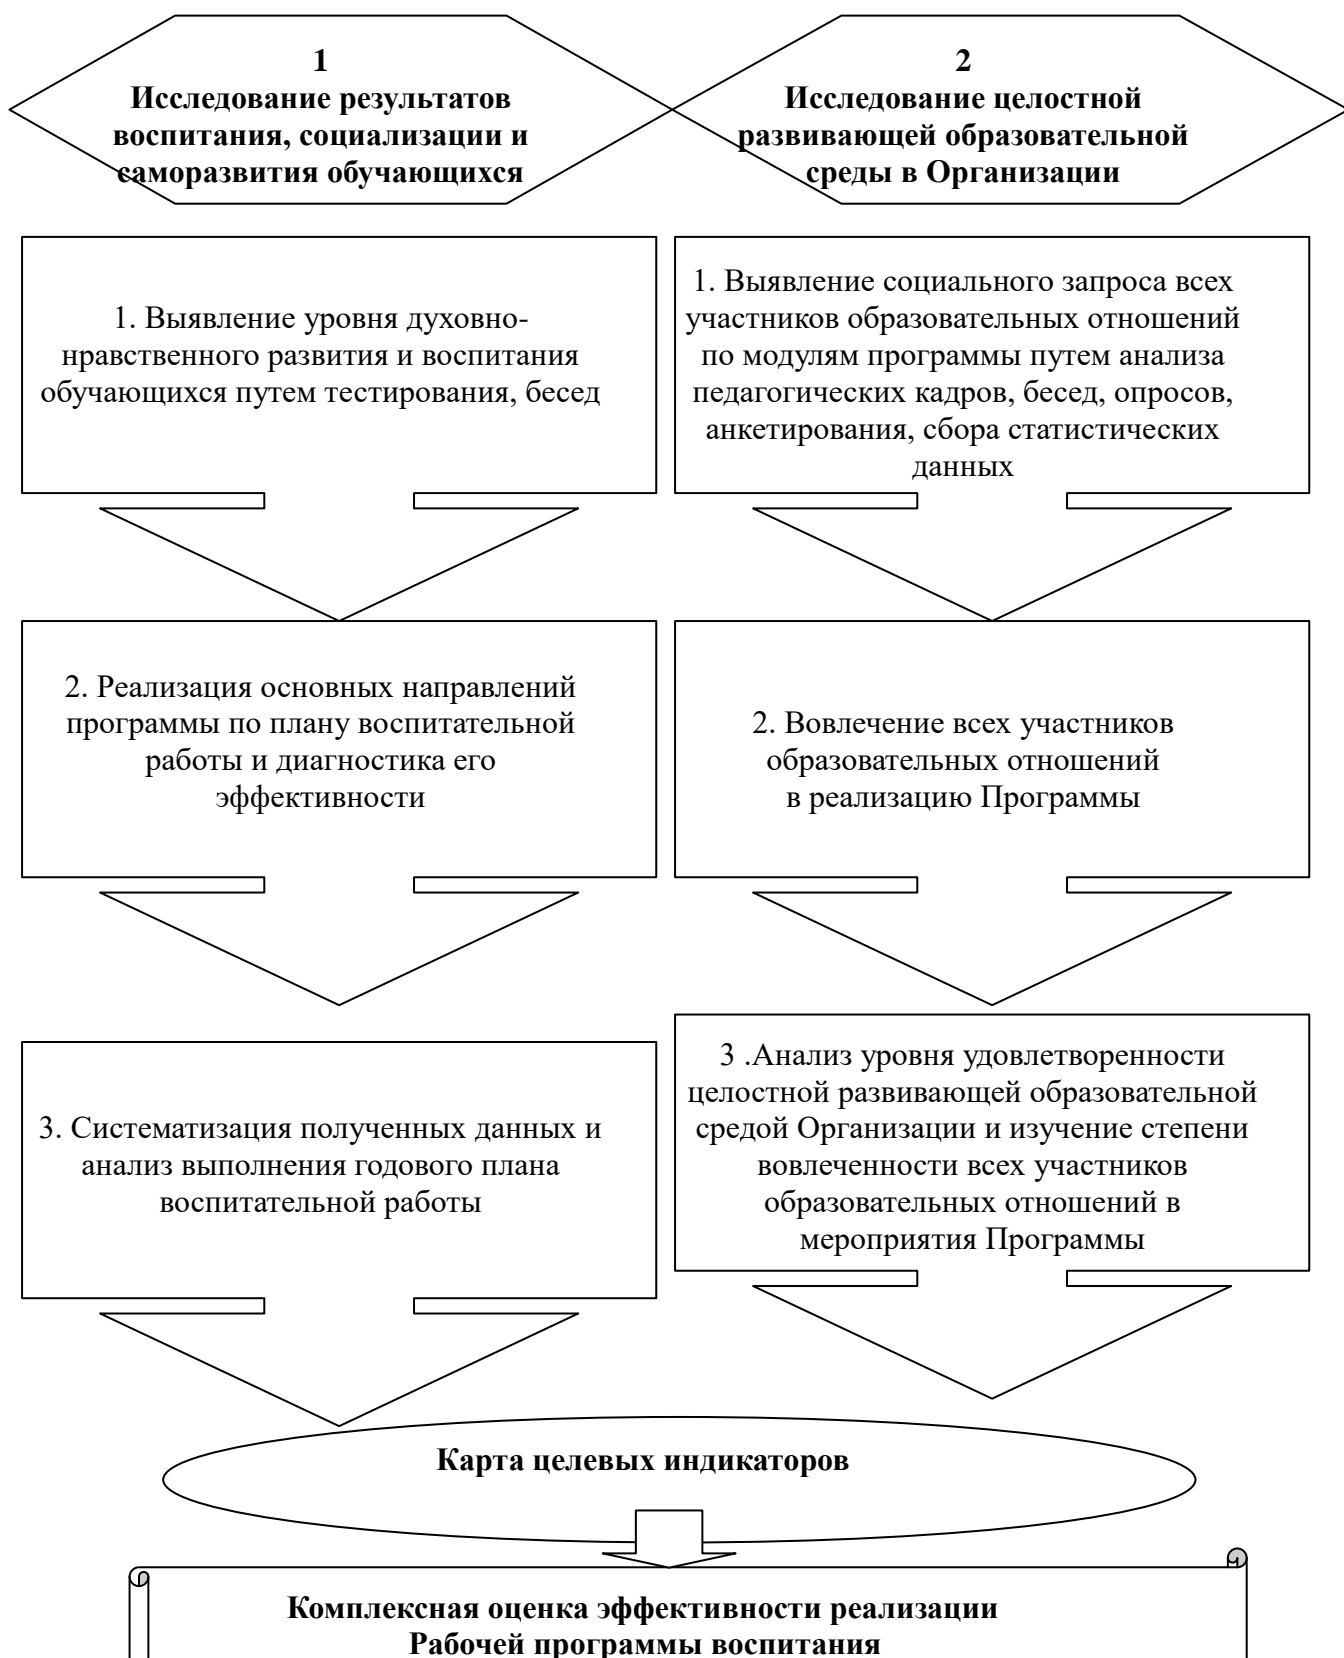 1
Исследование результатов
воспитания, социализации и
саморазвития обучающихся
2
Исследование целостной
развивающей образовательной
среды в Организации
1. Выявление уровня духовно-
нравственного развития и воспитания
обучающихся путем тестирования, бесед
1. Выявление социального запроса всех
участников образовательных отношений
по модулям программы путем анализа
педагогических кадров, бесед, опросов,
анкетирования, сбора статистических
данных
2. Реализация основных направлений
программы по плану воспитательной
работы и диагностика его
эффективности
2. Вовлечение всех участников
образовательных отношений
в реализацию Программы
3. Систематизация полученных данных и
анализ выполнения годового плана
воспитательной работы
3 .Анализ уровня удовлетворенности
целостной развивающей образовательной
средой Организации и изучение степени
вовлеченности всех участников
образовательных отношений в
мероприятия Программы
Карта целевых индикаторов
Комплексная оценка эффективности реализации
Рабочей программы воспитания